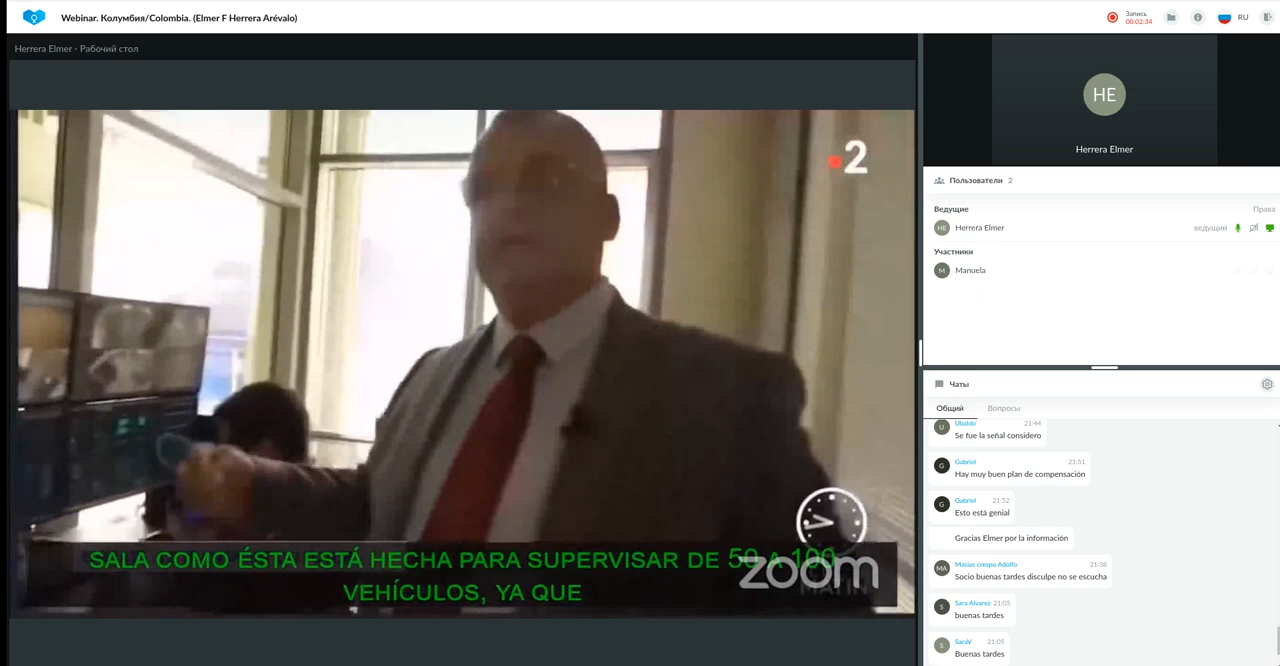 Webinar. Колумбия/Colombia. (Elmer F Herrera Arévalo)
Запись
00:02:34
RU
Herrera Elmer - Рабочий стол
2
SALA COMO ÉSTA ESTÁ HECHA PARA SUPERVISAR DE 50 A 100
VEHÍCULOS, YA QUE
zoom
HE
Herrera Elmer
Пользователи 2
Ведущие Права
HE Herrera Elmer ведущий
Участники
M Manuela
Чаты
Общий Вопросы
U Ubaldo 21:44
Se fue la señal considero
G Gabriel 21:51
Hay muy buen plan de compensación
G Gabriel 21:52
Esto está genial
Gracias Elmer por la información
MA Masias crespo Adolfo 21:38
Socio buenas tardes disculpe no se escucha
S Sara Alvarez 21:05
buenas tardes
S SaraV 21:05
Buenas tardes